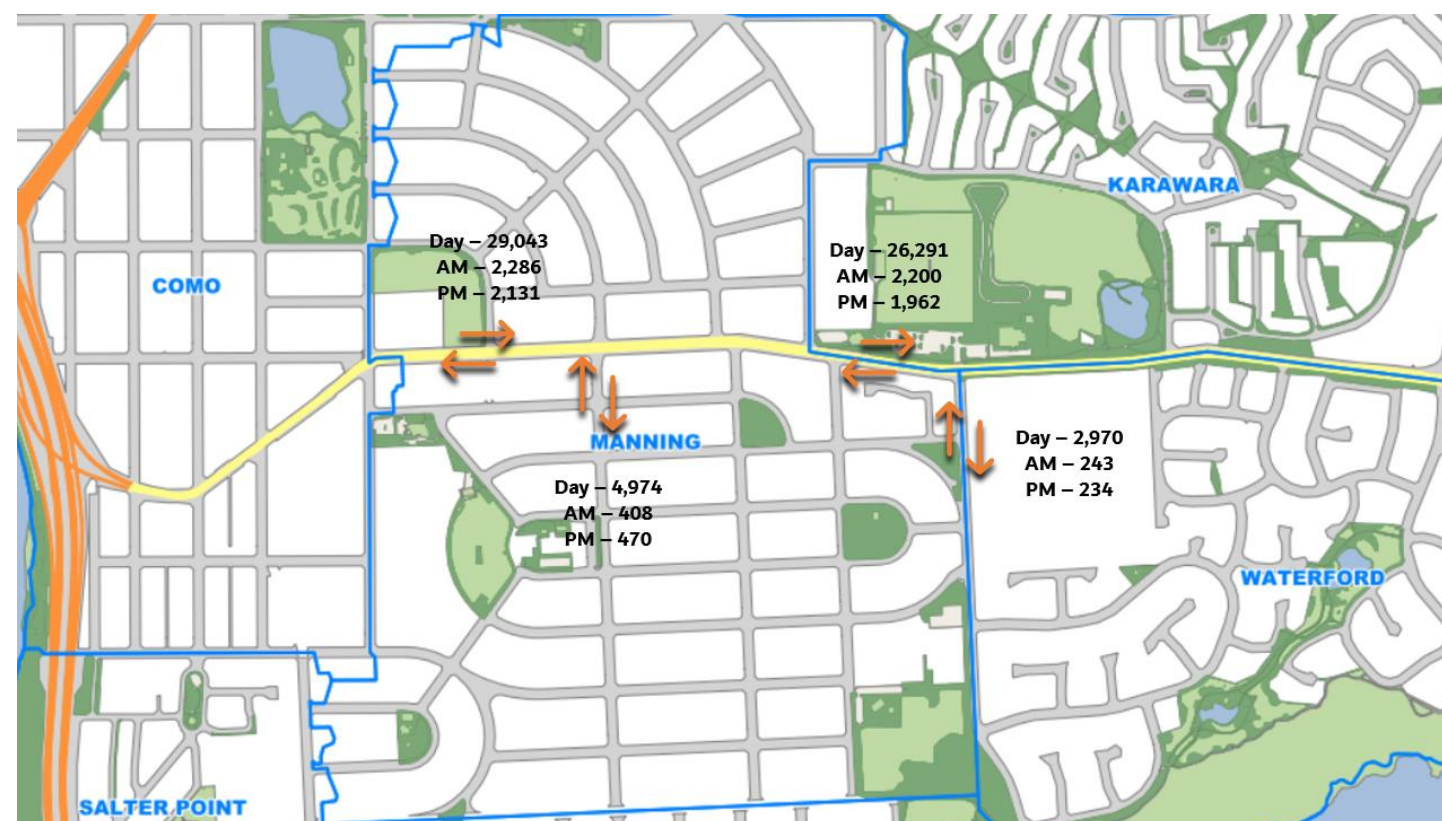 KARAWARA
Day – 29,043
AM – 2,286
PM – 2,131
Day – 26,291
AM – 2,200
PM – 1,962
COMO
MANNING
Day – 2,970
AM – 243
PM – 234
Day – 4,974
AM – 408
PM – 470
WATERFORD
SALTER POINT